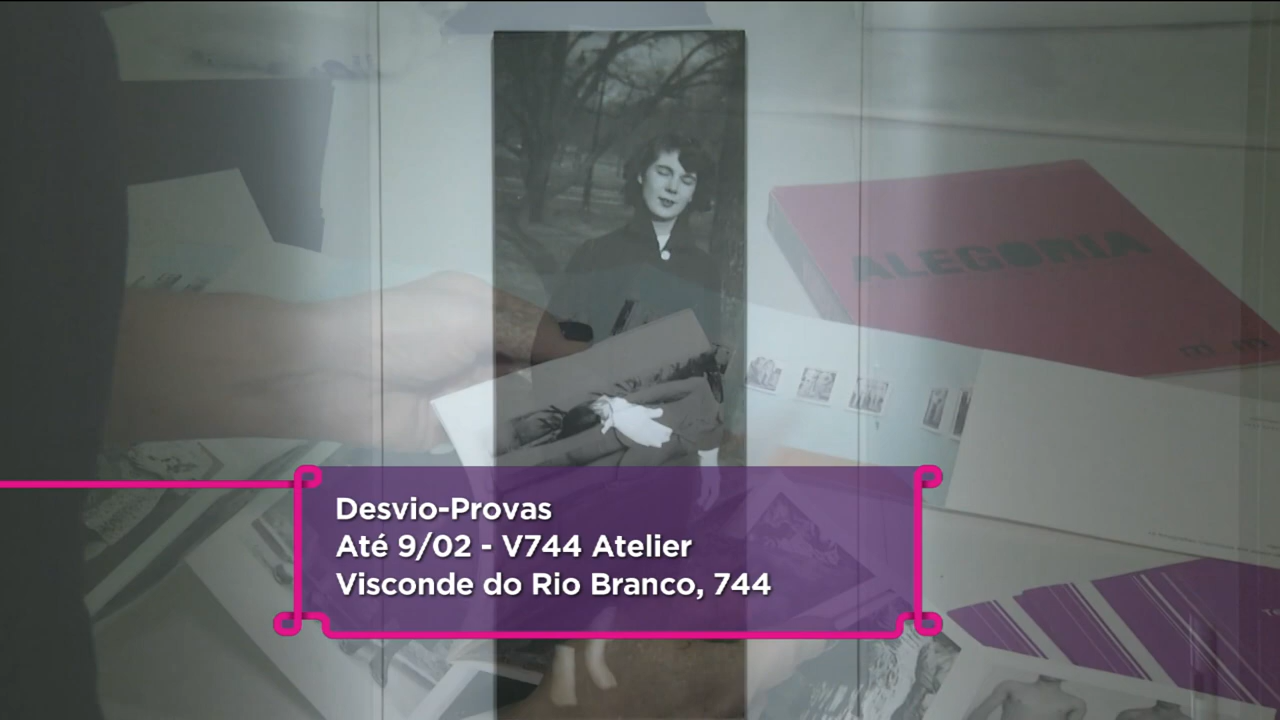 ALEGORIA
Desvio-Provas
Até 9/02 - V744 Atelier
Visconde do Rio Branco, 744